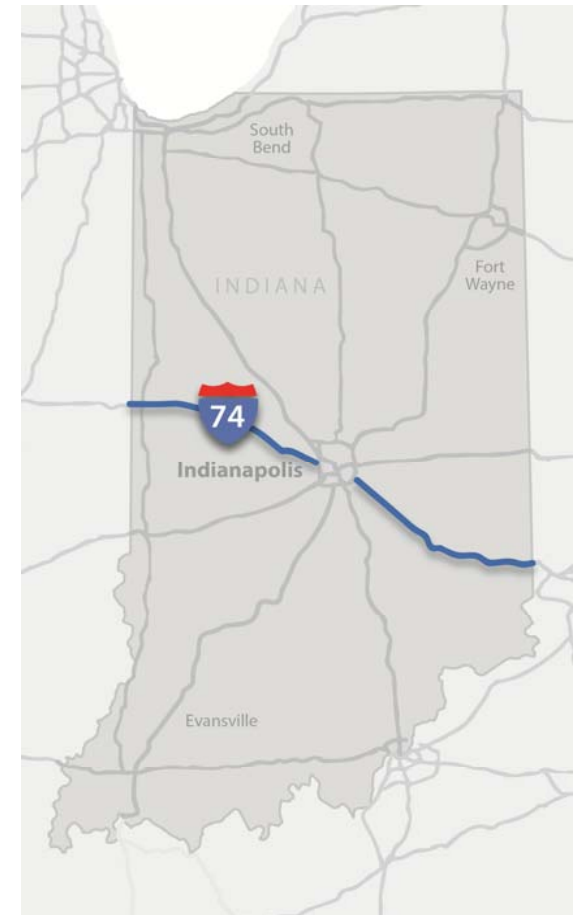 South
Bend
Fort
Wayne
INDIANA
74
Indianapolis
Evansville